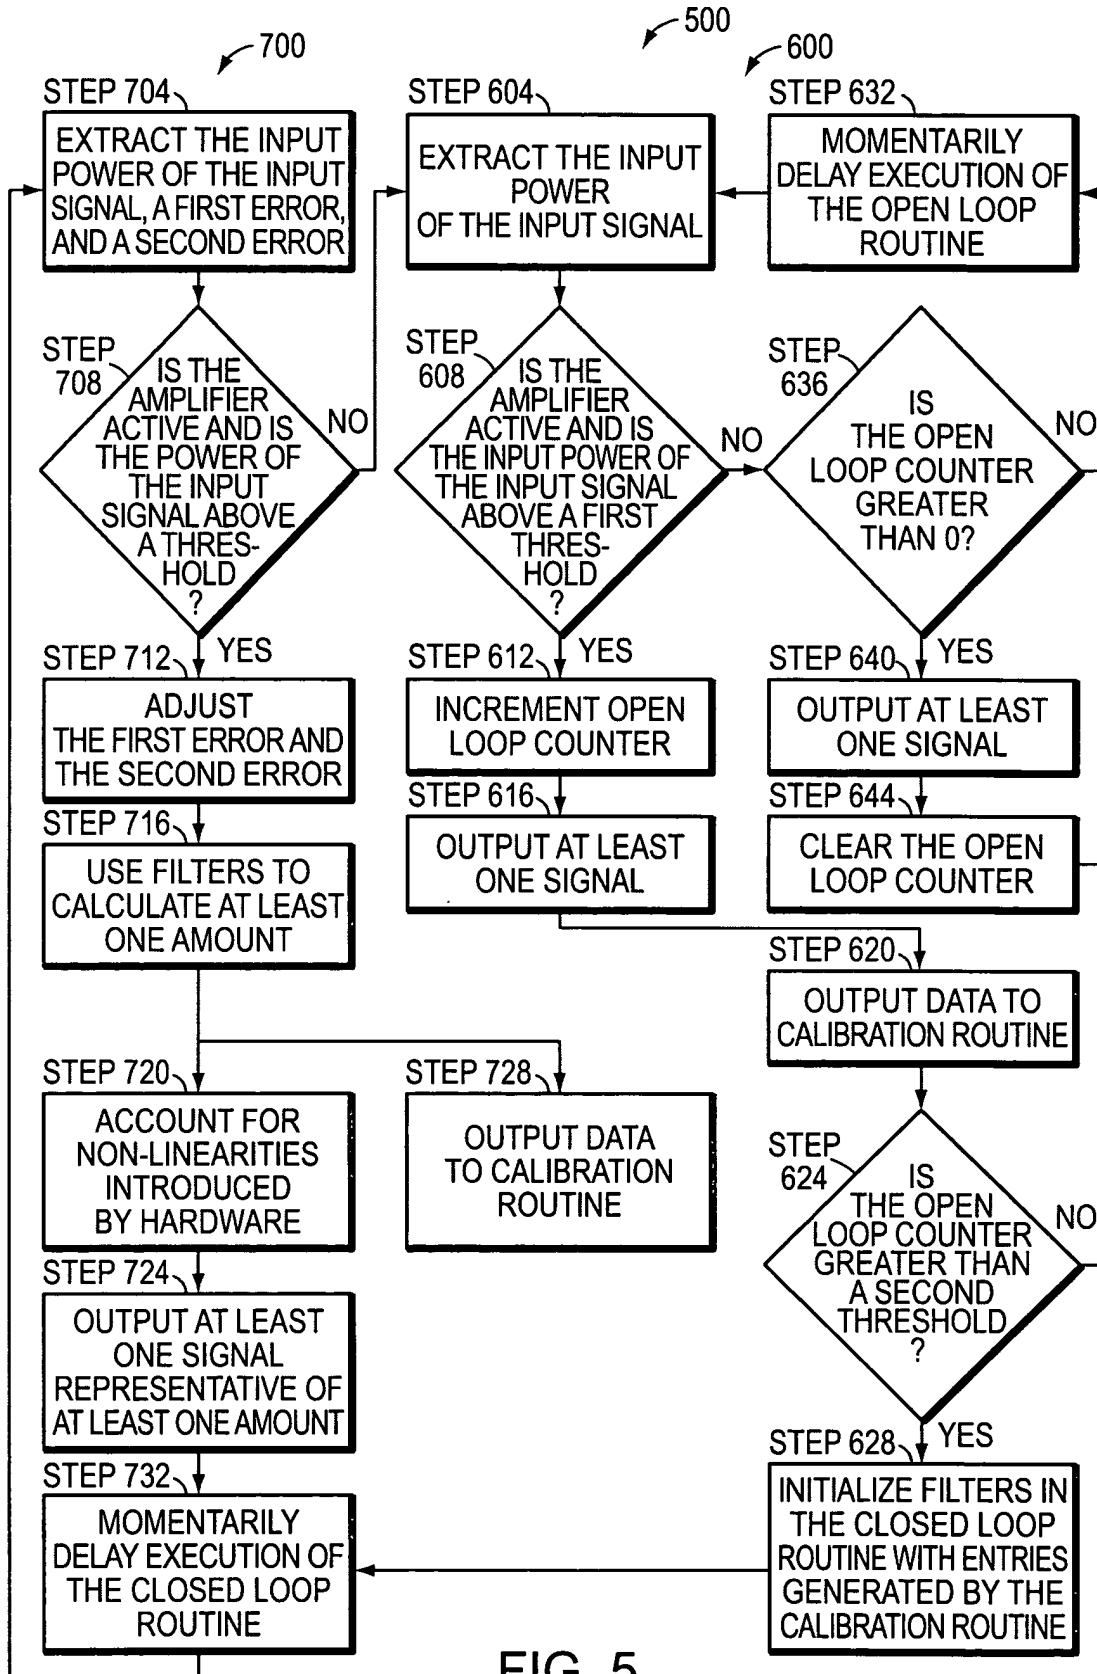 500
700
600
STEP 704
EXTRACT THE INPUT
POWER OF THE INPUT
SIGNAL, A FIRST ERROR,
AND A SECOND ERROR
STEP
708
IS THE
AMPLIFIER
ACTIVE AND IS
THE POWER OF
THE INPUT
SIGNAL ABOVE
A THRES-
HOLD
?
NO
YES
STEP 712
ADJUST
THE FIRST ERROR AND
THE SECOND ERROR
STEP 716
USE FILTERS TO
CALCULATE AT LEAST
ONE AMOUNT
STEP 720
ACCOUNT FOR
NON-LINEARITIES
INTRODUCED
BY HARDWARE
STEP 724
OUTPUT AT LEAST
ONE SIGNAL
REPRESENTATIVE OF
AT LEAST ONE AMOUNT
STEP 732
MOMENTARILY
DELAY EXECUTION OF
THE CLOSED LOOP
ROUTINE
STEP 604
EXTRACT THE INPUT
POWER
OF THE INPUT SIGNAL
STEP
608
IS THE
AMPLIFIER
ACTIVE AND IS
THE INPUT POWER OF
THE INPUT SIGNAL
ABOVE A FIRST
THRES-
HOLD
?
NO
YES
STEP 612
INCREMENT OPEN
LOOP COUNTER
STEP 616
OUTPUT AT LEAST
ONE SIGNAL
STEP 728
OUTPUT DATA
TO CALIBRATION
ROUTINE
STEP 632
MOMENTARILY
DELAY EXECUTION OF
THE OPEN LOOP
ROUTINE
STEP
636
IS
THE OPEN
LOOP COUNTER
GREATER
THAN 0?
NO
YES
STEP 640
OUTPUT AT LEAST
ONE SIGNAL
STEP 644
CLEAR THE OPEN
LOOP COUNTER
STEP 620
OUTPUT DATA TO
CALIBRATION ROUTINE
STEP
624
IS
THE OPEN
LOOP COUNTER
GREATER THAN
A SECOND
THRESHOLD
?
NO
YES
STEP 628
INITIALIZE FILTERS IN
THE CLOSED LOOP
ROUTINE WITH ENTRIES
GENERATED BY THE
CALIBRATION ROUTINE
FIG. 5